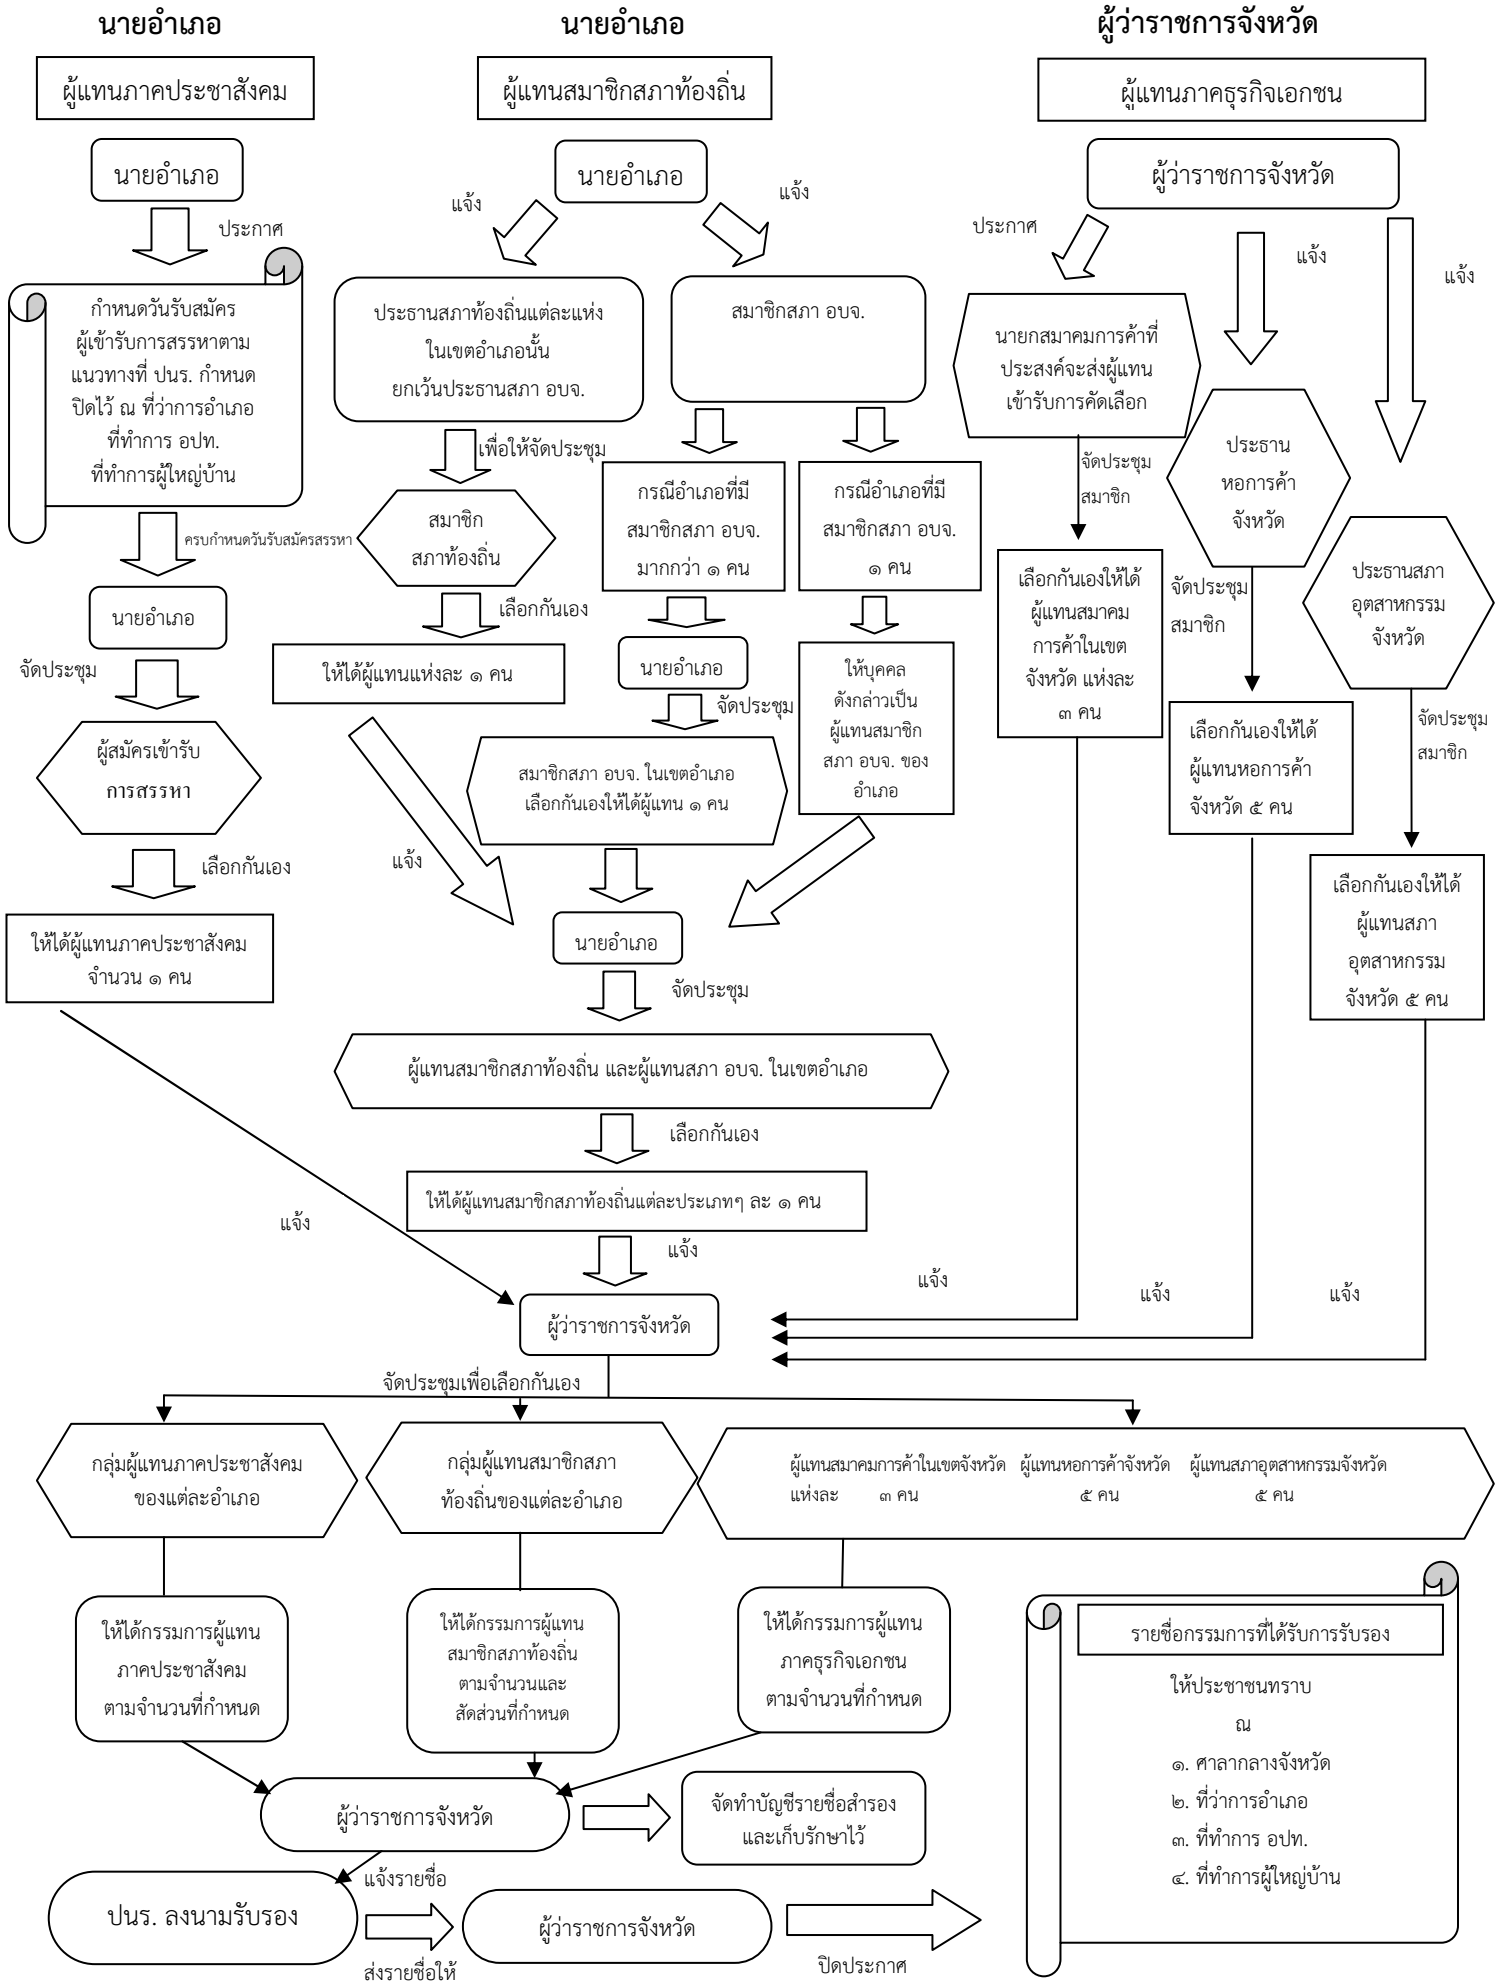 นายอำเภอ
ผู้แทนภาคประชาสังคม
นายอำเภอ
ประกาศ
กำหนดวันรับสมัคร
ผู้เข้ารับการสรรหาตาม
แนวทางที่ ปนร. กำหนด
ปิดไว้ ณ ที่ว่าการอำเภอ
ที่ทำการ อปท.
ที่ทำการผู้ใหญ่บ้าน
ครบกำหนดวันรับสมัครสรรหา
นายอำเภอ
จัดประชุม
ผู้สมัครเข้ารับ
การสรรหา
เลือกกันเอง
ให้ได้ผู้แทนภาคประชาสังคม
จำนวน ๑ คน
แจ้ง
นายอำเภอ
ผู้แทนสมาชิกสภาท้องถิ่น
นายอำเภอ
แจ้ง
แจ้ง
ประธานสภาท้องถิ่นแต่ละแห่ง
ในเขตอำเภอนั้น
ยกเว้นประธานสภา อบจ.
เพื่อให้จัดประชุม
สมาชิก
สภาท้องถิ่น
เลือกกันเอง
ให้ได้ผู้แทนแห่งละ ๑ คน
แจ้ง
สมาชิกสภา อบจ.
กรณีอำเภอที่มี
สมาชิกสภา อบจ.
มากกว่า ๑ คน
นายอำเภอ
จัดประชุม
สมาชิกสภา อบจ. ในเขตอำเภอ
เลือกกันเองให้ได้ผู้แทน ๑ คน
กรณีอำเภอที่มี
สมาชิกสภา อบจ.
๑ คน
ให้บุคคล
ดังกล่าวเป็น
ผู้แทนสมาชิก
สภา อบจ. ของ
อำเภอ
นายอำเภอ
จัดประชุม
ผู้แทนสมาชิกสภาท้องถิ่น และผู้แทนสภา อบจ. ในเขตอำเภอ
เลือกกันเอง
ให้ได้ผู้แทนสมาชิกสภาท้องถิ่นแต่ละประเภทๆ ละ ๑ คน
แจ้ง
ผู้ว่าราชการจังหวัด
ผู้แทนภาคธุรกิจเอกชน
ผู้ว่าราชการจังหวัด
ประกาศ
แจ้ง
แจ้ง
นายกสมาคมการค้าที่
ประสงค์จะส่งผู้แทน
เข้ารับการคัดเลือก
จัดประชุม
สมาชิก
เลือกกันเองให้ได้
ผู้แทนสมาคม
การค้าในเขต
จังหวัด แห่งละ
๓ คน
แจ้ง
ประธาน
หอการค้า
จังหวัด
จัดประชุม
สมาชิก
เลือกกันเองให้ได้
ผู้แทนหอการค้า
จังหวัด ๕ คน
แจ้ง
ประธานสภา
อุตสาหกรรม
จังหวัด
จัดประชุม
สมาชิก
เลือกกันเองให้ได้
ผู้แทนสภา
อุตสาหกรรม
จังหวัด ๕ คน
แจ้ง
ผู้ว่าราชการจังหวัด
จัดประชุมเพื่อเลือกกันเอง
กลุ่มผู้แทนภาคประชาสังคม
ของแต่ละอำเภอ
กลุ่มผู้แทนสมาชิกสภา
ท้องถิ่นของแต่ละอำเภอ
ผู้แทนสมาคมการค้าในเขตจังหวัด ผู้แทนหอการค้าจังหวัด ผู้แทนสภาอุตสาหกรรมจังหวัด
แห่งละ ๓ คน ๕ คน ๕ คน
ให้ได้กรรมการผู้แทน
ภาคประชาสังคม
ตามจำนวนที่กำหนด
ให้ได้กรรมการผู้แทน
สมาชิกสภาท้องถิ่น
ตามจำนวนและ
สัดส่วนที่กำหนด
ให้ได้กรรมการผู้แทน
ภาคธุรกิจเอกชน
ตามจำนวนที่กำหนด
ผู้ว่าราชการจังหวัด
จัดทำบัญชีรายชื่อสำรอง
และเก็บรักษาไว้
แจ้งรายชื่อ
ปนร. ลงนามรับรอง
ส่งรายชื่อให้
ผู้ว่าราชการจังหวัด
ปิดประกาศ
รายชื่อกรรมการที่ได้รับการรับรอง
ให้ประชาชนทราบ
ณ
๑. ศาลากลางจังหวัด
๒. ที่ว่าการอำเภอ
๓. ที่ทำการ อปท.
๔. ที่ทำการผู้ใหญ่บ้าน